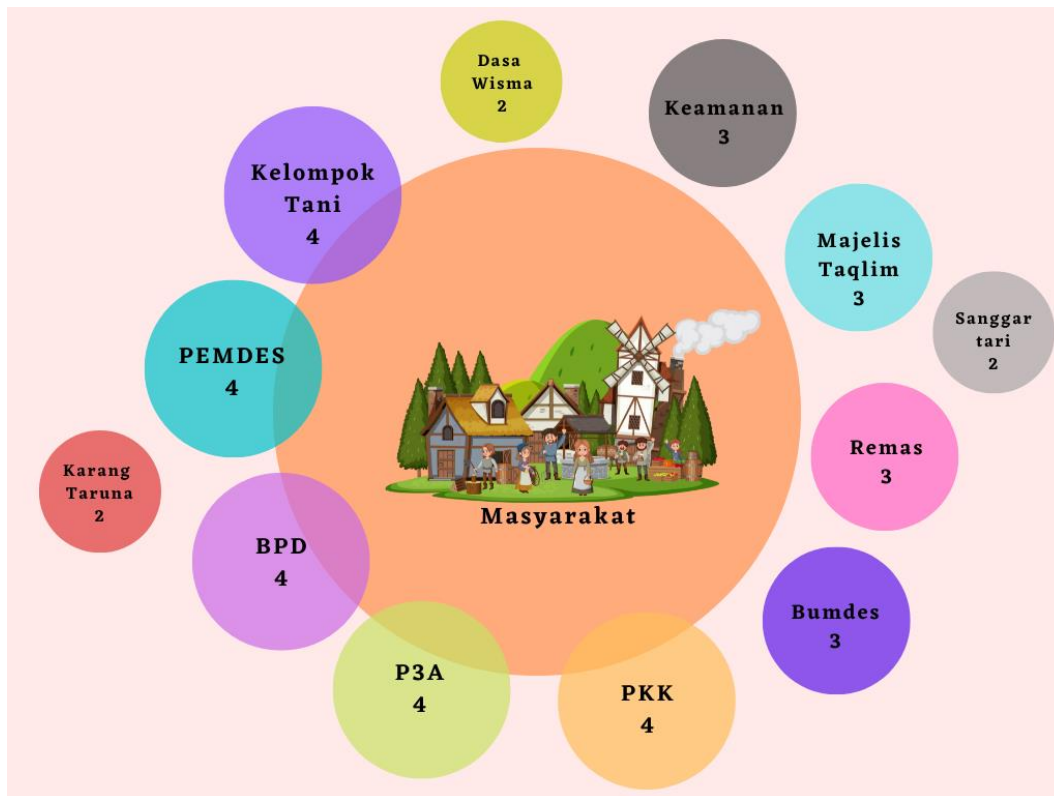 Dasa
Wisma
2
Keamanan
3
Kelompok
Tani
4
Majelis
Taqlim
3
Sanggar
tari
2
PEMDES
4
Remas
3
Karang
Taruna
2
Masyarakat
BPD
4
Bumdes
3
P3A
4
PKK
4